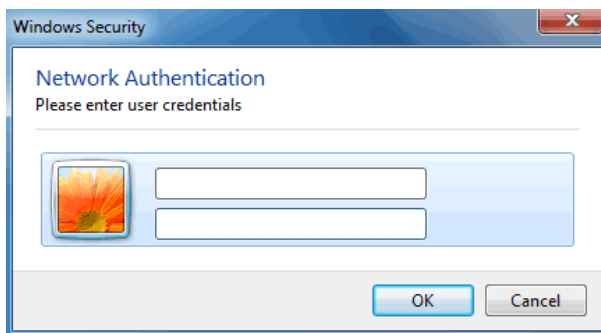 Windows Security
Network Authentication
Please enter user credentials
OK
Cancel